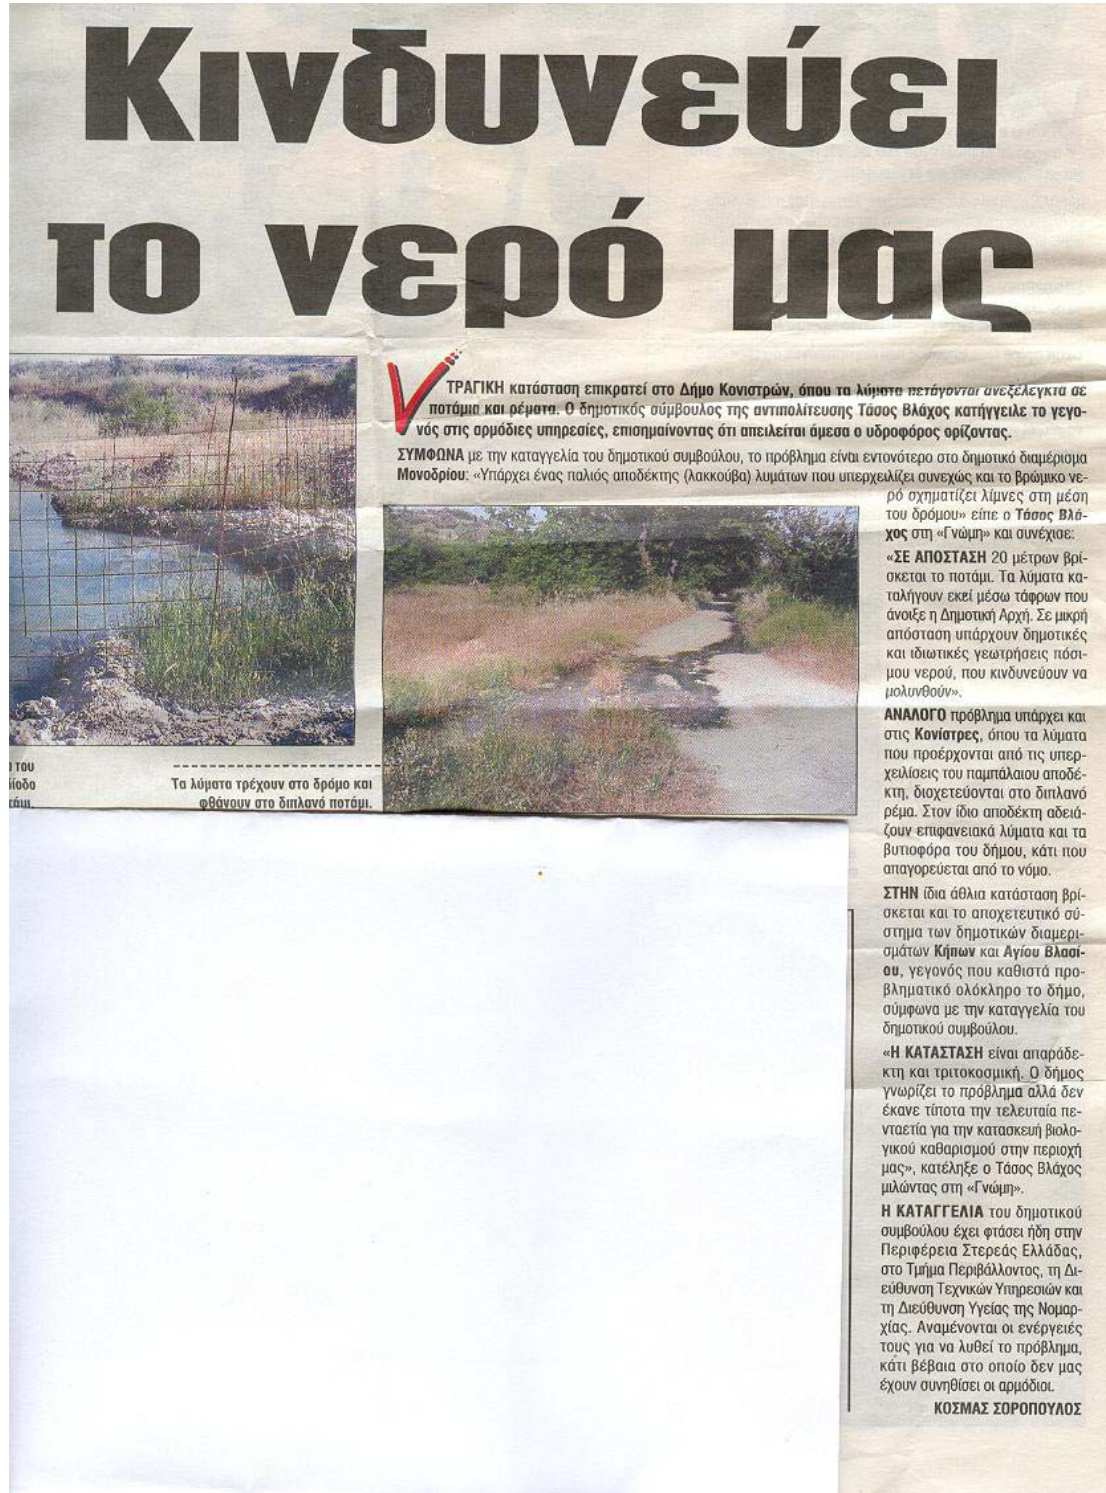 Κινδυνεύει
το νερό μας
ΤΡΑΓΙΚΗ κατάσταση επικρατεί στο Δήμο Κονιστρών, όπου τα λύματα πετάγονται ανεξέλεγκτα σε
ποτάμια και ρέματα. Ο δημοτικός σύμβουλος της αντιπολίτευσης Τάσος Βλάχος κατήγγειλε το γεγο-
νός στις αρμόδιες υπηρεσίες, επισημαίνοντας ότι απειλείται άμεσα ο υδροφόρος ορίζοντας.
ΣΥΜΦΩΝΑ με την καταγγελία του δημοτικού συμβούλου, το πρόβλημα είναι εντονότερο στο δημοτικό διαμέρισμα
Μονοδρίου: «Υπάρχει ένας παλιός αποδέκτης (λακκούβα) λυμάτων που υπερχειλίζει συνεχώς και το βρώμικο νε-
ρό σχηματίζει λίμνες στη μέση
του δρόμου» είπε ο Τάσος Βλά-
χος στη «Γνώμη» και συνέχισε:
«ΣΕ ΑΠΟΣΤΑΣΗ 20 μέτρων βρί-
σκεται το ποτάμι. Τα λύματα κα-
ταλήγουν εκεί μέσω τάφρων που
άνοιξε η Δημοτική Αρχή. Σε μικρή
απόσταση υπάρχουν δημοτικές
και ιδιωτικές γεωτρήσεις πόσι-
μου νερού, που κινδυνεύουν να
μολυνθούν».
ΑΝΑΛΟΓΟ πρόβλημα υπάρχει και
στις Κονίστρες, όπου τα λύματα
που προέρχονται από τις υπερ-
χειλίσεις του παμπάλαιου αποδέ-
κτη, διοχετεύονται στο διπλανό
ρέμα. Στον ίδιο αποδέκτη αδειά-
ζουν επιφανειακά λύματα και τα
βυτιοφόρα του δήμου, κάτι που
απαγορεύεται από το νόμο.
ΣΤΗΝ ίδια άθλια κατάσταση βρί-
σκεται και το αποχετευτικό σύ-
στημα των δημοτικών διαμερι-
σμάτων Κήπων και Αγίου Βλασί-
ου, γεγονός που καθιστά προ-
βληματικό ολόκληρο το δήμο,
σύμφωνα με την καταγγελία του
δημοτικού συμβούλου.
«Η ΚΑΤΑΣΤΑΣΗ είναι απαράδε-
κτη και τριτοκοσμική. Ο δήμος
γνωρίζει το πρόβλημα αλλά δεν
έκανε τίποτα την τελευταία πε-
νταετία για την κατασκευή βιολο-
γικού καθαρισμού στην περιοχή
μας», κατέληξε ο Τάσος Βλάχος
μιλώντας στη «Γνώμη».
Η ΚΑΤΑΓΓΕΛΙΑ του δημοτικού
συμβούλου έχει φτάσει ήδη στην
Περιφέρεια Στερεάς Ελλάδας,
στο Τμήμα Περιβάλλοντος, τη Δι-
εύθυνση Τεχνικών Υπηρεσιών και
τη Διεύθυνση Υγείας της Νομαρ-
χίας. Αναμένονται οι ενέργειές
τους για να λυθεί το πρόβλημα,
κάτι βέβαια στο οποίο δεν μας
έχουν συνηθίσει οι αρμόδιοι.
ΚΟΣΜΑΣ ΣΟΡΟΠΟΥΛΟΣ
του
Τα λύματα τρέχουν στο δρόμο και
φθάνουν στο διπλανό ποτάμι.